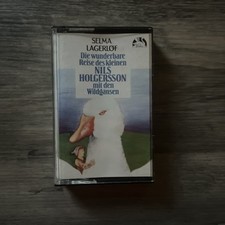 SELMA
LAGERLÖF
Die wunderbare
Reise des kleinen
NILS
HOLGERSSON
mit den
Wildgänsen